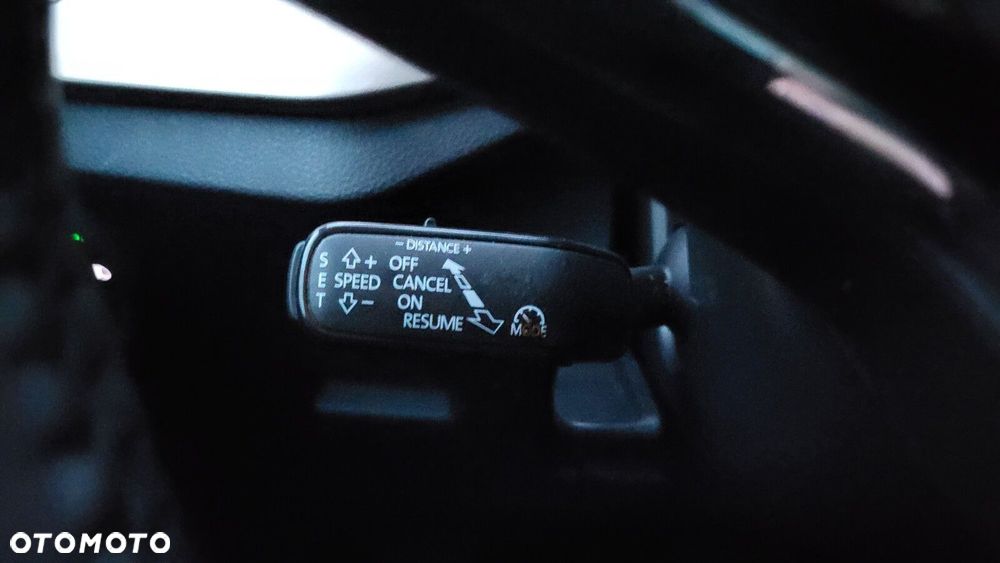 - DISTANCE +
S + OFF
E SPEED CANCEL
T - ON
RESUME
MODE
OTOMOTO